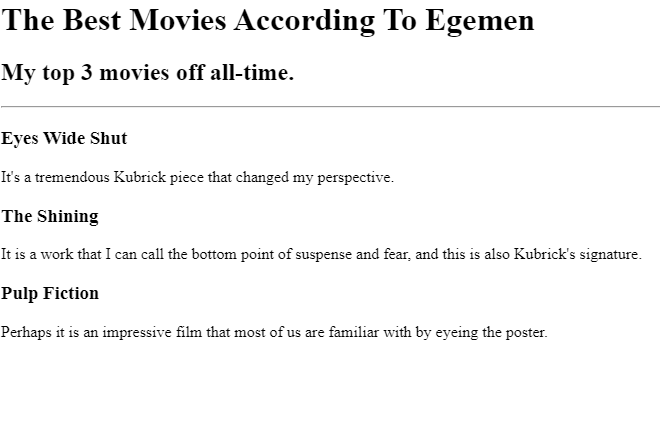 The Best Movies According To Egemen
My top 3 movies off all-time.
Eyes Wide Shut
It's a tremendous Kubrick piece that changed my perspective.
The Shining
It is a work that I can call the bottom point of suspense and fear, and this is also Kubrick's signature.
Pulp Fiction
Perhaps it is an impressive film that most of us are familiar with by eyeing the poster.